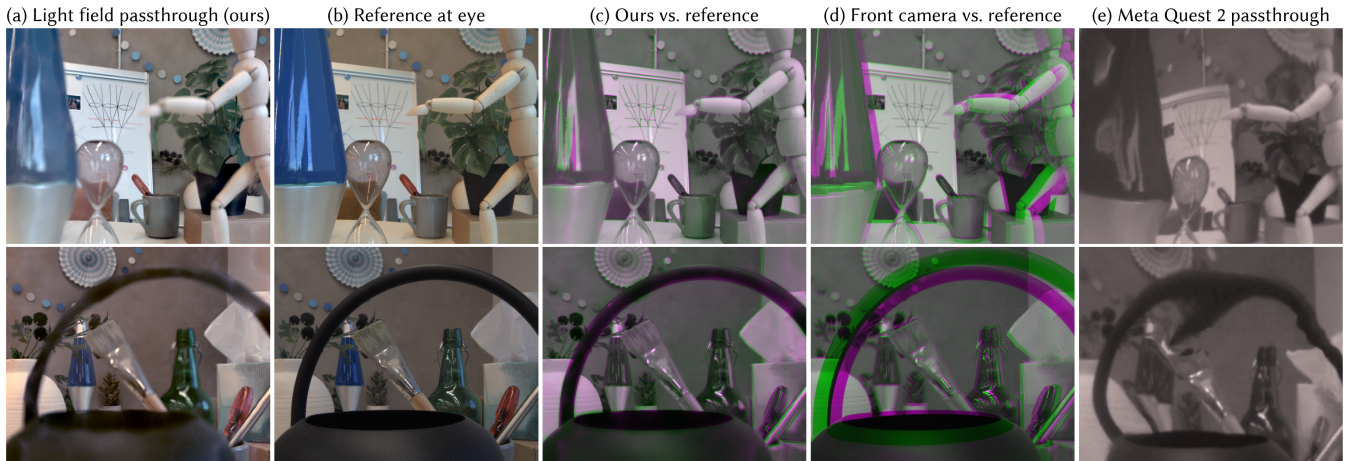 (a) Light field passthrough (ours)
(b) Reference at eye
(c) Ours vs. reference
(d) Front camera vs. reference
(e) Meta Quest 2 passthrough